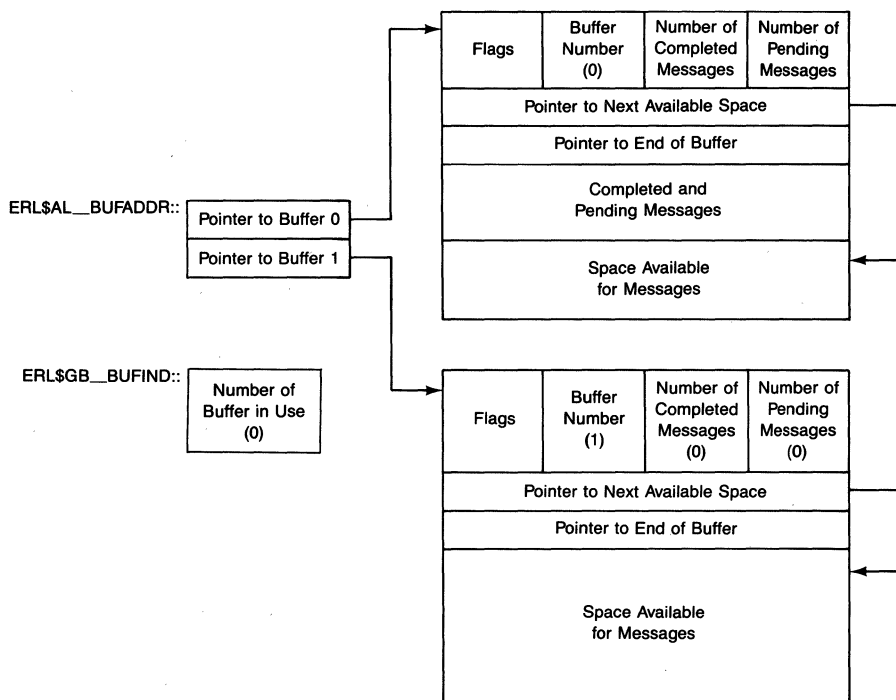 Flags
Buffer
Number
(0)
Number of
Completed
Messages
Number of
Pending
Messages
Pointer to Next Available Space
Pointer to End of Buffer
Completed and
Pending Messages
Space Available
for Messages
ERL$AL__BUFADDR::
Pointer to Buffer 0
Pointer to Buffer 1
ERL$GB__BUFIND::
Number of
Buffer in Use
(0)
Flags
Buffer
Number
(1)
Number of
Completed
Messages
(0)
Number of
Pending
Messages
(0)
Pointer to Next Available Space
Pointer to End of Buffer
Space Available
for Messages